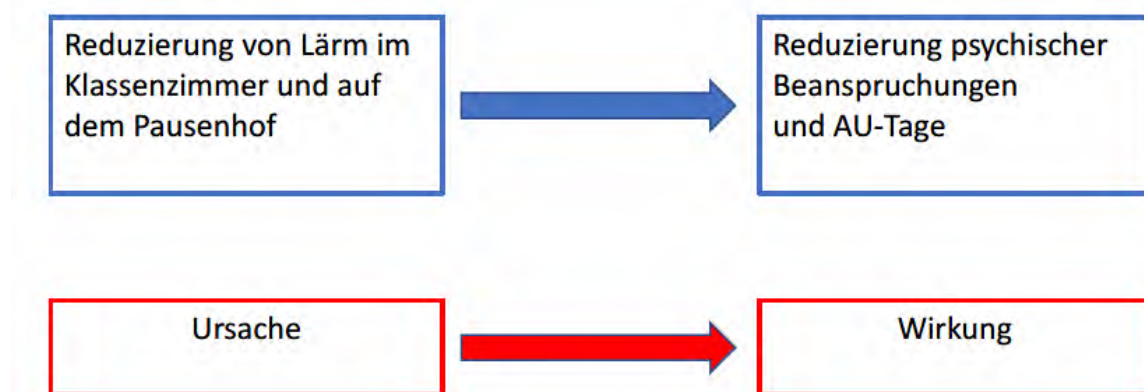 Reduzierung von Lärm im
Klassenzimmer und auf
dem Pausenhof
Reduzierung psychischer
Beanspruchungen
und AU-Tage
Ursache
Wirkung